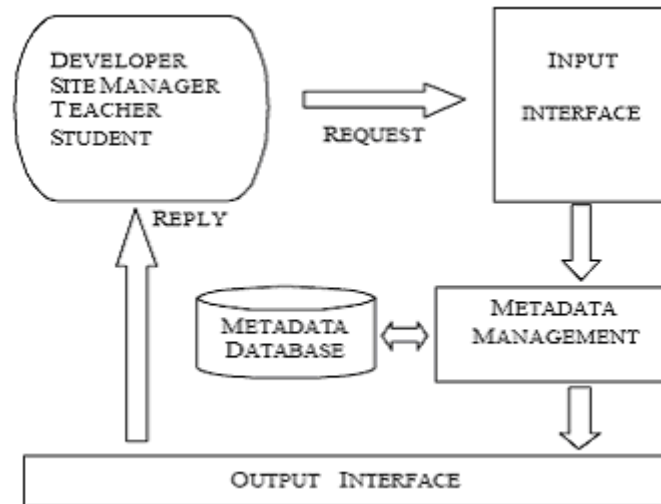 DEVELOPER
SITE MANAGER
TEACHER
STUDENT
REQUEST
INPUT
INTERFACE
REPLY
METADATA
DATABASE
METADATA
MANAGEMENT
OUTPUT INTERFACE